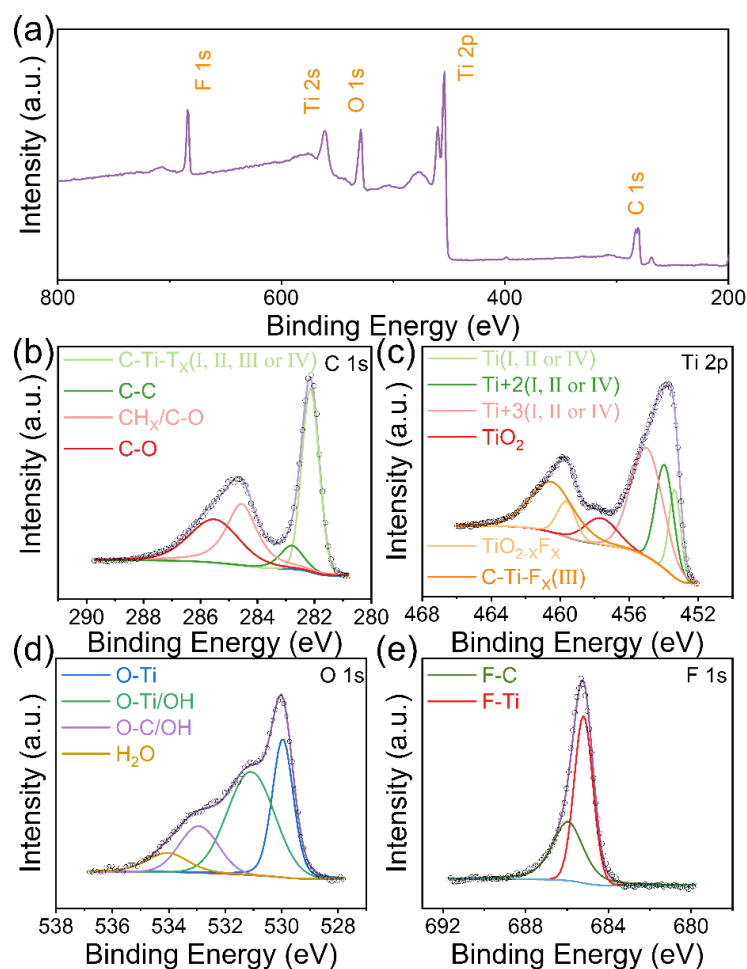 (a)
F 1s
Ti 2s
O 1s
Ti 2p
C 1s
Intensity (a.u.)
800 600 400 200
Binding Energy (eV)
(b)
C 1s
C-Ti-TX(I, II, III or IV)
C-C
CHX/C-O
C-O
Intensity (a.u.)
290 288 286 284 282 280
Binding Energy (eV)
(c)
Ti 2p
Ti(I, II or IV)
Ti+2(I, II or IV)
Ti+3(I, II or IV)
TiO2
TiO2-XFX
C-Ti-FX(III)
Intensity (a.u.)
468 464 460 456 452
Binding Energy (eV)
(d)
O 1s
O-Ti
O-Ti/OH
O-C/OH
H2O
Intensity (a.u.)
538 536 534 532 530 528
Binding Energy (eV)
(e)
F 1s
F-C
F-Ti
Intensity (a.u.)
692 688 684 680
Binding Energy (eV)